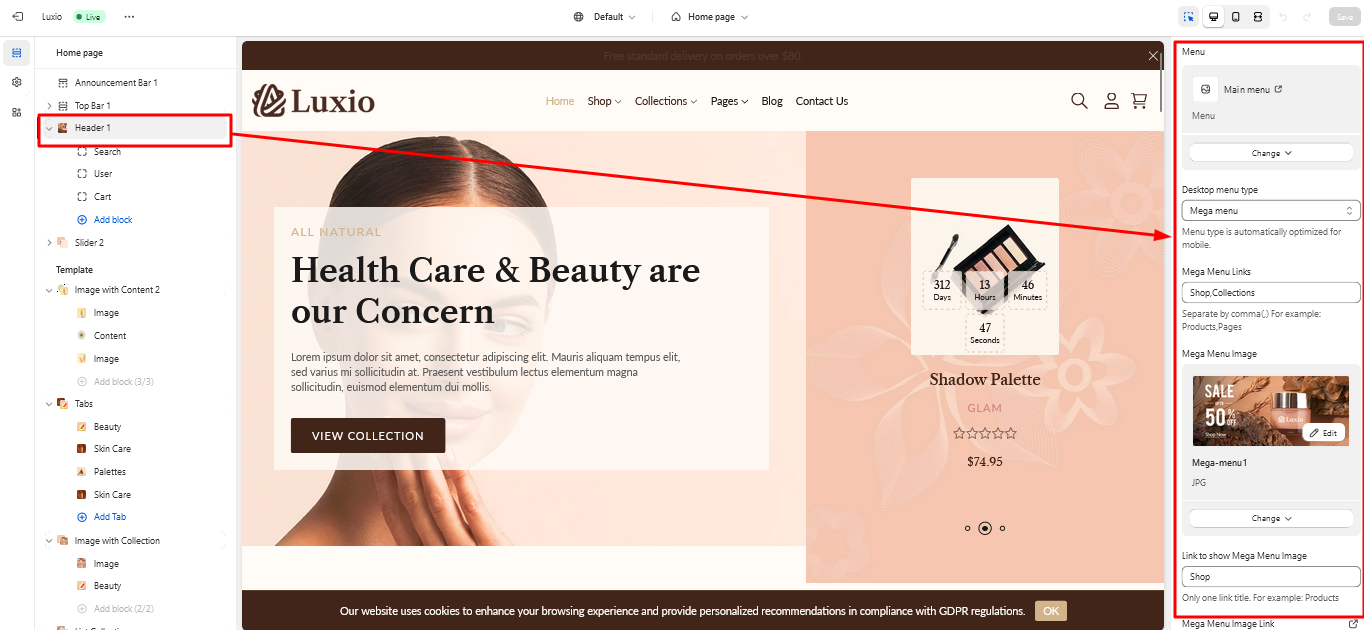 Luxio
Live
Default
Home page
Save
Home page
Announcement Bar 1
Top Bar 1
Header 1
Search
User
Cart
Add block
Slider 2
Template
Image with Content 2
Image
Content
Image
Add block (3/3)
Tabs
Beauty
Skin Care
Palettes
Skin Care
Add Tab
Image with Collection
Image
Beauty
Add block (2/2)
Free standard delivery on orders over $80.
Luxio
Home
Shop
Collections
Pages
Blog
Contact Us
ALL NATURAL
Health Care & Beauty are
our Concern
Lorem ipsum dolor sit amet, consectetur adipiscing elit. Mauris aliquam tempus elit,
sed varius mi sollicitudin at. Praesent vestibulum lectus elementum magna
sollicitudin, euismod elementum dui mollis.
VIEW COLLECTION
312
Days
13
Hours
46
Minutes
47
Seconds
Shadow Palette
GLAM
$74.95
Our website uses cookies to enhance your browsing experience and provide personalized recommendations in compliance with GDPR regulations.
OK
Menu
Main menu
Menu
Change
Desktop menu type
Mega menu
Menu type is automatically optimized for
mobile.
Mega Menu Links
Shop,Collections
Separate by comma(,) For example:
Products,Pages
Mega Menu Image
SALE
UP TO
50%
OFF
Shop Now
Luxio
Edit
Mega-menu1
JPG
Change
Link to show Mega Menu Image
Shop
Only one link title. For example: Products
Mega Menu Image Link